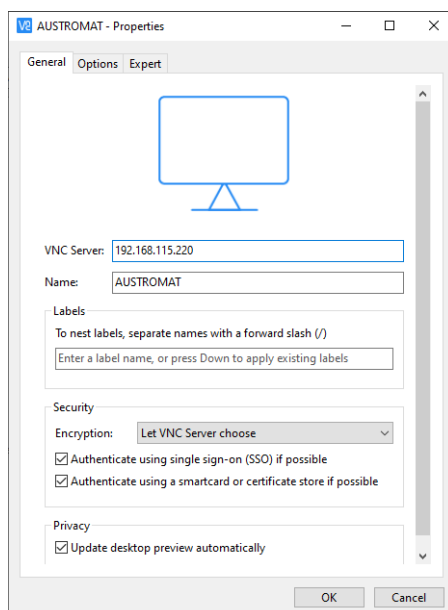 V2 AUSTROMAT - Properties
General Options Expert
VNC Server: 192.168.115.220
Name: AUSTROMAT
Labels
To nest labels, separate names with a forward slash (/)
Enter a label name, or press Down to apply existing labels
Security
Encryption: Let VNC Server choose
Authenticate using single sign-on (SSO) if possible
Authenticate using a smartcard or certificate store if possible
Privacy
Update desktop preview automatically
OK Cancel